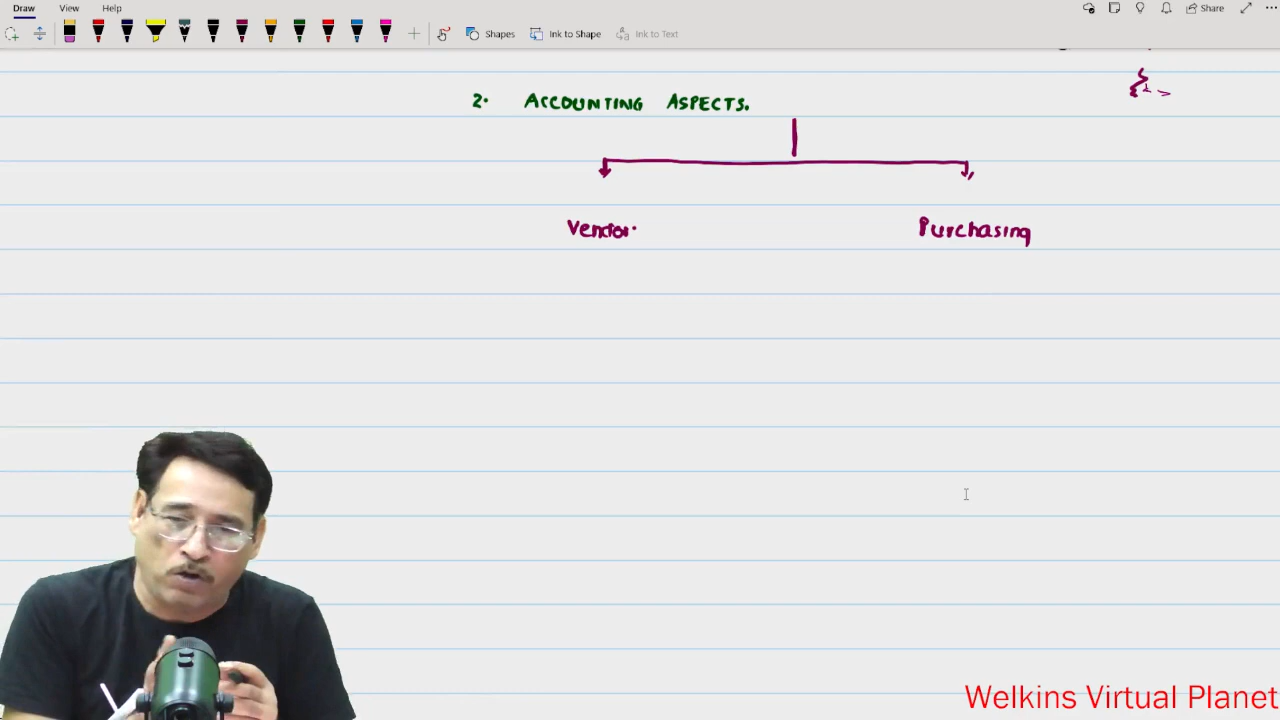 Draw View Help Share
Shapes Ink to Shape Ink to Text
2. ACCOUNTING ASPECTS.
Vendor. Purchasing
Welkins Virtual Planet